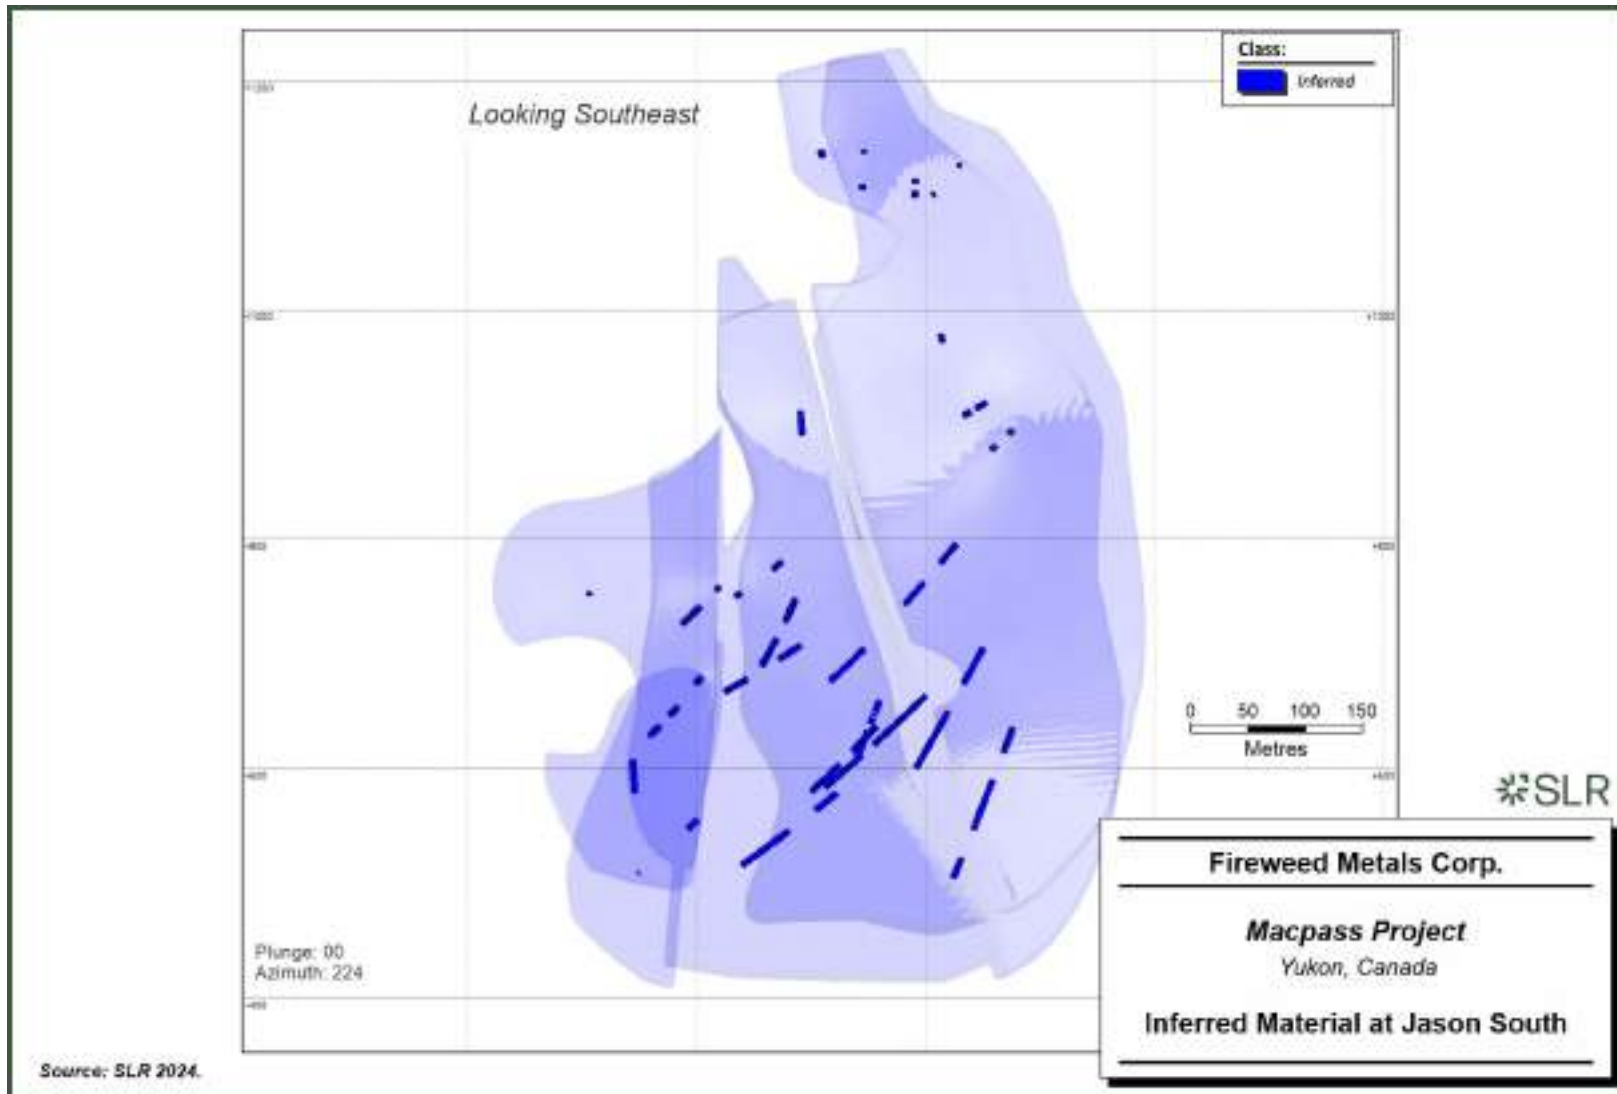 Class:
Inferred
Looking Southeast
0 50 100 150
Metres
SLR
Fireweed Metals Corp.
Macpass Project
Yukon, Canada
Inferred Material at Jason South
Plunge: 00
Azimuth: 224
Source: SLR 2024.